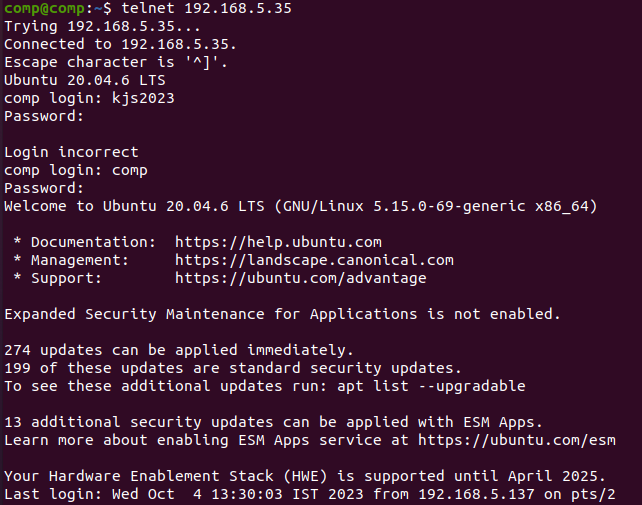 comp@comp:~$ telnet 192.168.5.35
Trying 192.168.5.35...
Connected to 192.168.5.35.
Escape character is '^]'.
Ubuntu 20.04.6 LTS
comp login: kjs2023
Password:

Login incorrect
comp login: comp
Password:
Welcome to Ubuntu 20.04.6 LTS (GNU/Linux 5.15.0-69-generic x86_64)

 * Documentation:  https://help.ubuntu.com
 * Management:     https://landscape.canonical.com
 * Support:        https://ubuntu.com/advantage

Expanded Security Maintenance for Applications is not enabled.

274 updates can be applied immediately.
199 of these updates are standard security updates.
To see these additional updates run: apt list --upgradable

13 additional security updates can be applied with ESM Apps.
Learn more about enabling ESM Apps service at https://ubuntu.com/esm

Your Hardware Enablement Stack (HWE) is supported until April 2025.
Last login: Wed Oct  4 13:30:03 IST 2023 from 192.168.5.137 on pts/2